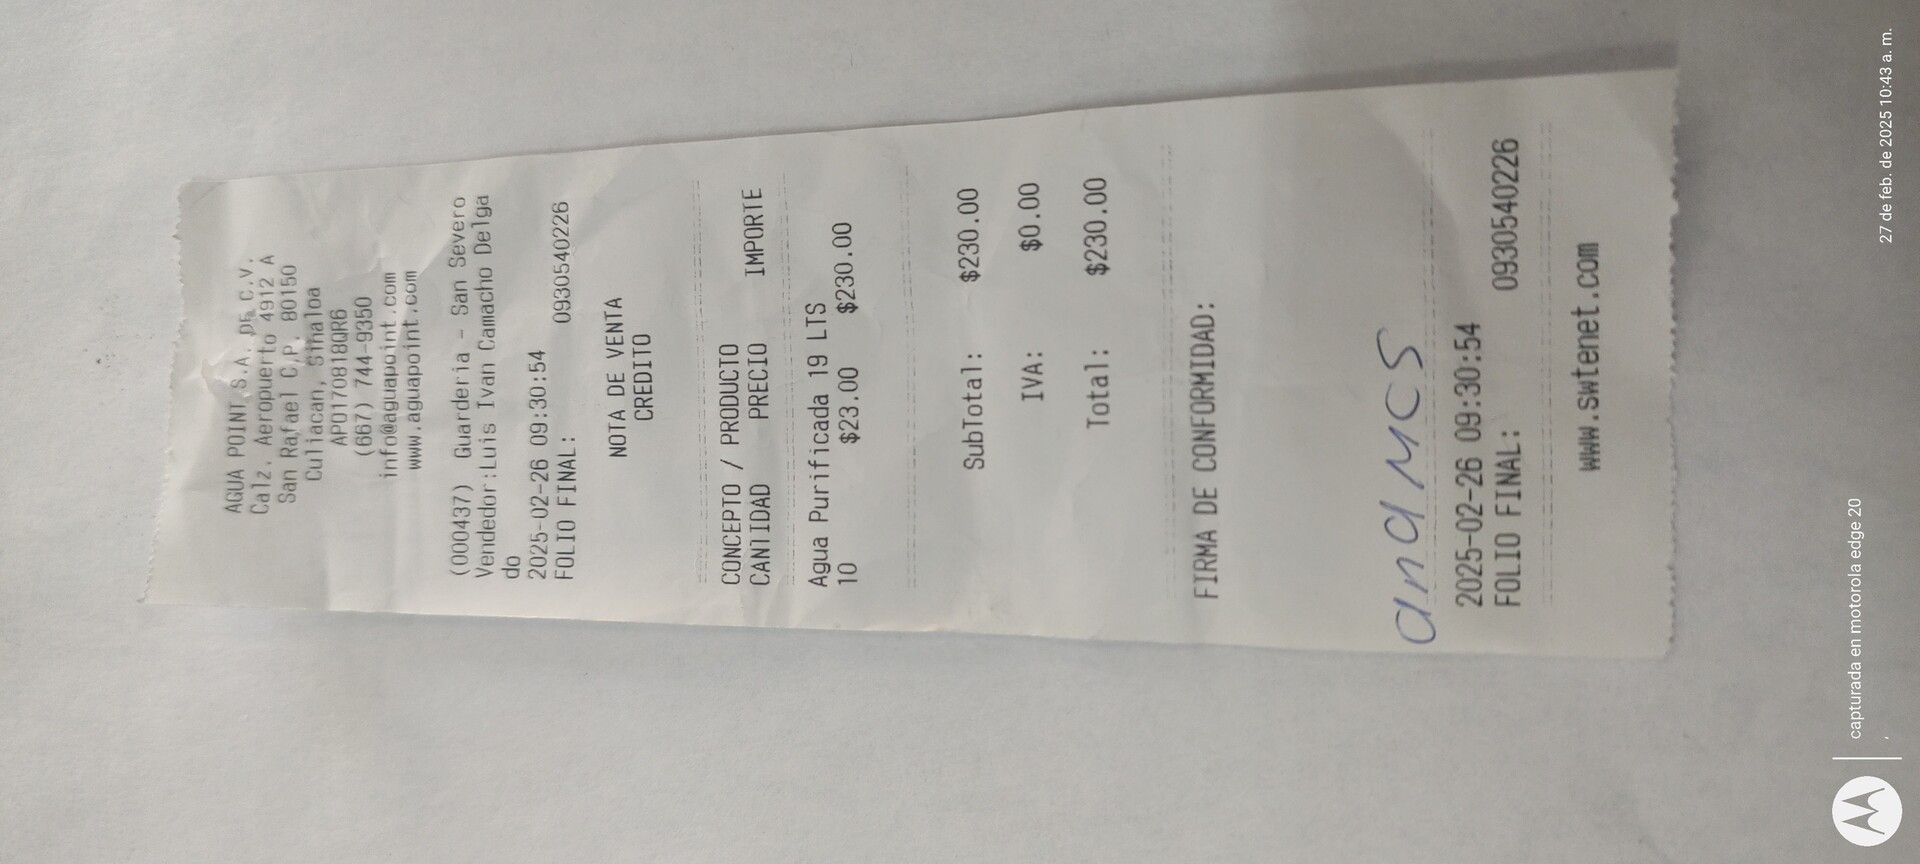 AGUA POINT,S.A. DE C.V.
Calz. Aeropuerto 4912 A
San Rafael C.P. 80150
Culiacan, Sinaloa
APO170818QR6
(667) 744-9350
info@aguapoint.com
www.aguapoint.com
(000437) Guarderia - San Severo
Vendedor:Luis Ivan Camacho Delga
do
2025-02-26 09:30:54
FOLIO FINAL: 0930540226
NOTA DE VENTA
CREDITO
CONCEPTO / PRODUCTO
CANTIDAD PRECIO IMPORTE
Agua Purificada 19 LTS
10 $23.00 $230.00
SubTotal: $230.00
IVA: $0.00
Total: $230.00
FIRMA DE CONFORMIDAD:
ana MCS
2025-02-26 09:30:54
FOLIO FINAL: 0930540226
www.swtenet.com
capturada en motorola edge 20
27 de feb. de 2025 10:43 a. m.